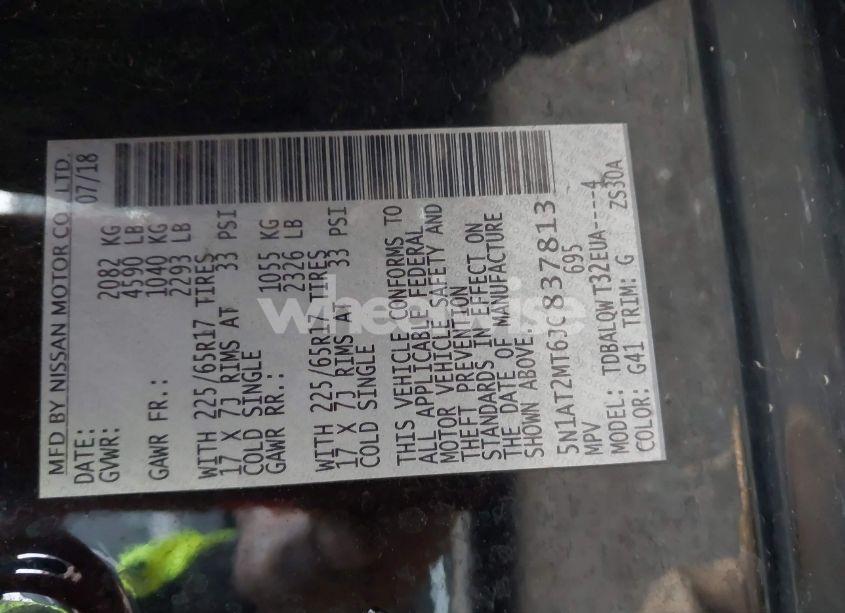 MFD BY NISSAN MOTOR CO., LTD.
DATE: 07/18
GVWR: 2082 KG
4590 LB
GAWR FR.: 1040 KG
2293 LB
WITH 225/65R17 TIRES
17 X 7J RIMS AT 33 PSI
COLD SINGLE
GAWR RR.: 1055 KG
2326 LB
WITH 225/65R17 TIRES
17 X 7J RIMS AT 33 PSI
COLD SINGLE
THIS VEHICLE CONFORMS TO
ALL APPLICABLE FEDERAL
MOTOR VEHICLE SAFETY AND
THEFT PREVENTION
STANDARDS IN EFFECT ON
THE DATE OF MANUFACTURE
SHOWN ABOVE.
5N1AT2MT6JC837813
MPV 695
MODEL: TDBALQW T32EUA----4
COLOR: G41 TRIM: G ZS30A
wheelwise